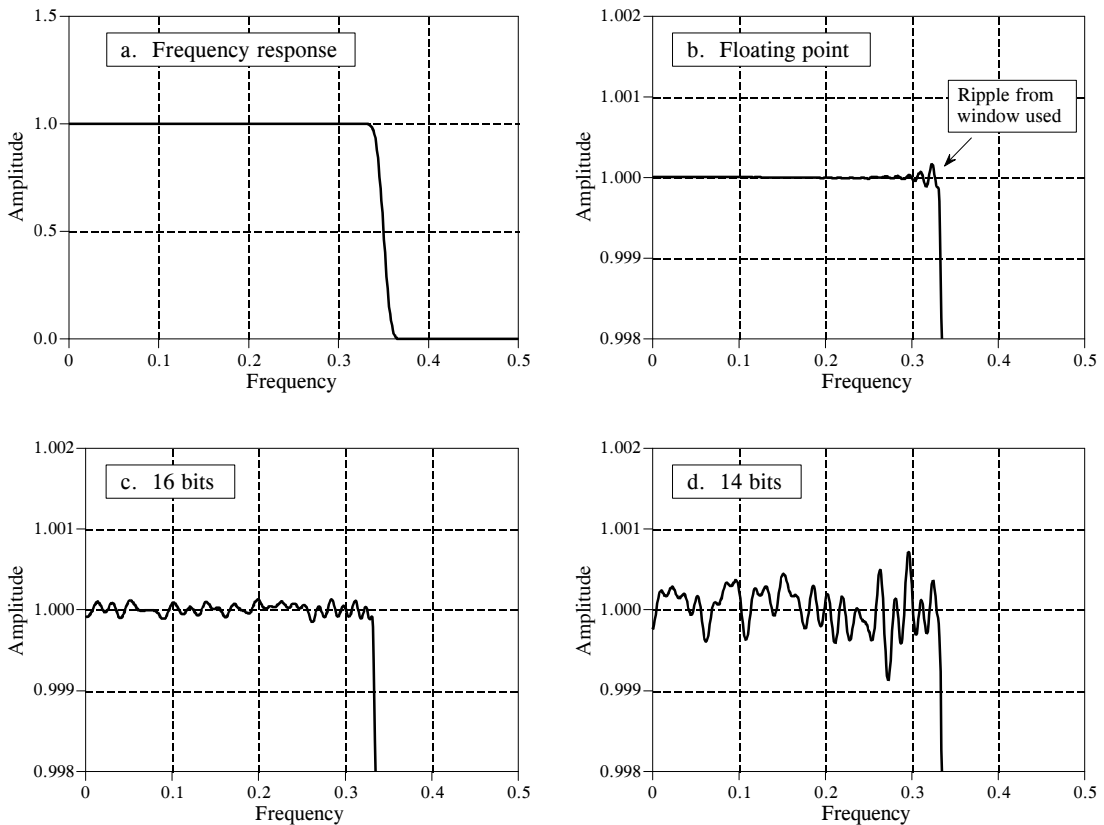 a. Frequency response
1.5
1.0
0.5
0.0
Amplitude
0 0.1 0.2 0.3 0.4 0.5
Frequency
b. Floating point
Ripple from
window used
1.002
1.001
1.000
0.999
0.998
Amplitude
0 0.1 0.2 0.3 0.4 0.5
Frequency
c. 16 bits
1.002
1.001
1.000
0.999
0.998
Amplitude
0 0.1 0.2 0.3 0.4 0.5
Frequency
d. 14 bits
1.002
1.001
1.000
0.999
0.998
Amplitude
0 0.1 0.2 0.3 0.4 0.5
Frequency